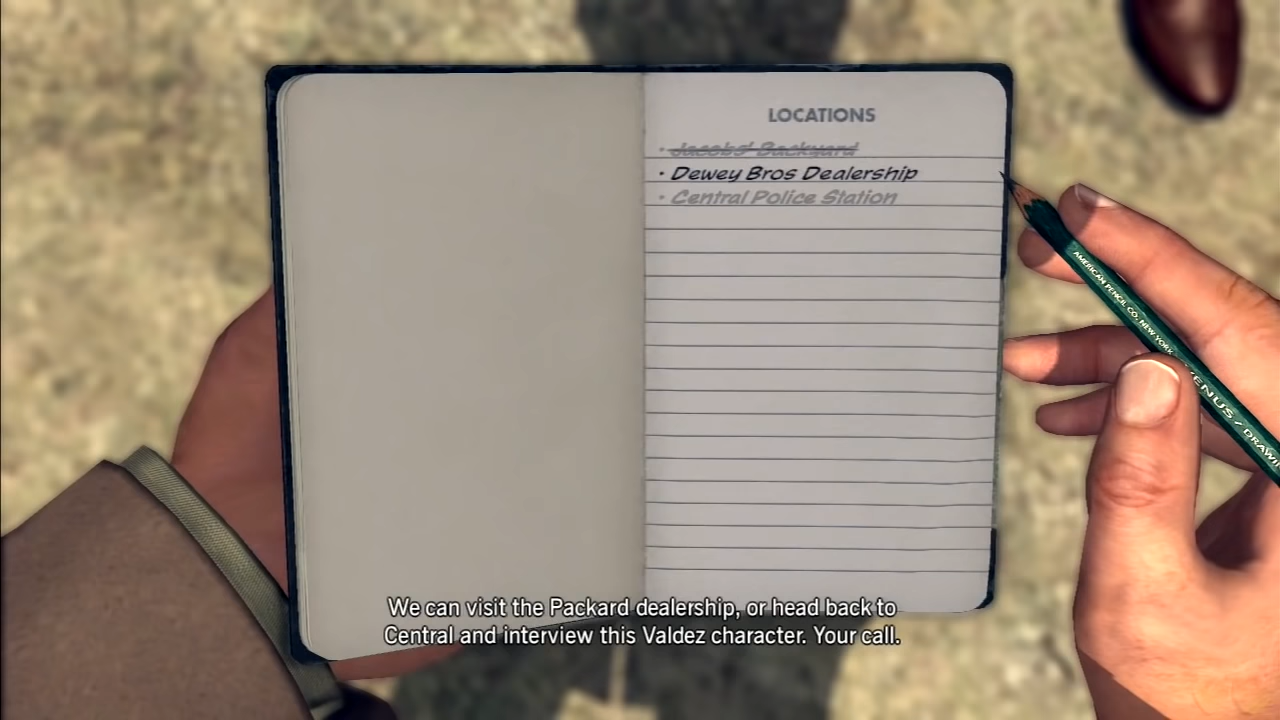 LOCATIONS
· Jacobs' Backyard
· Dewey Bros Dealership
· Central Police Station
AMERICAN PENCIL CO. NEW YORK
VENUS / DRAWI
We can visit the Packard dealership, or head back to
Central and interview this Valdez character. Your call.